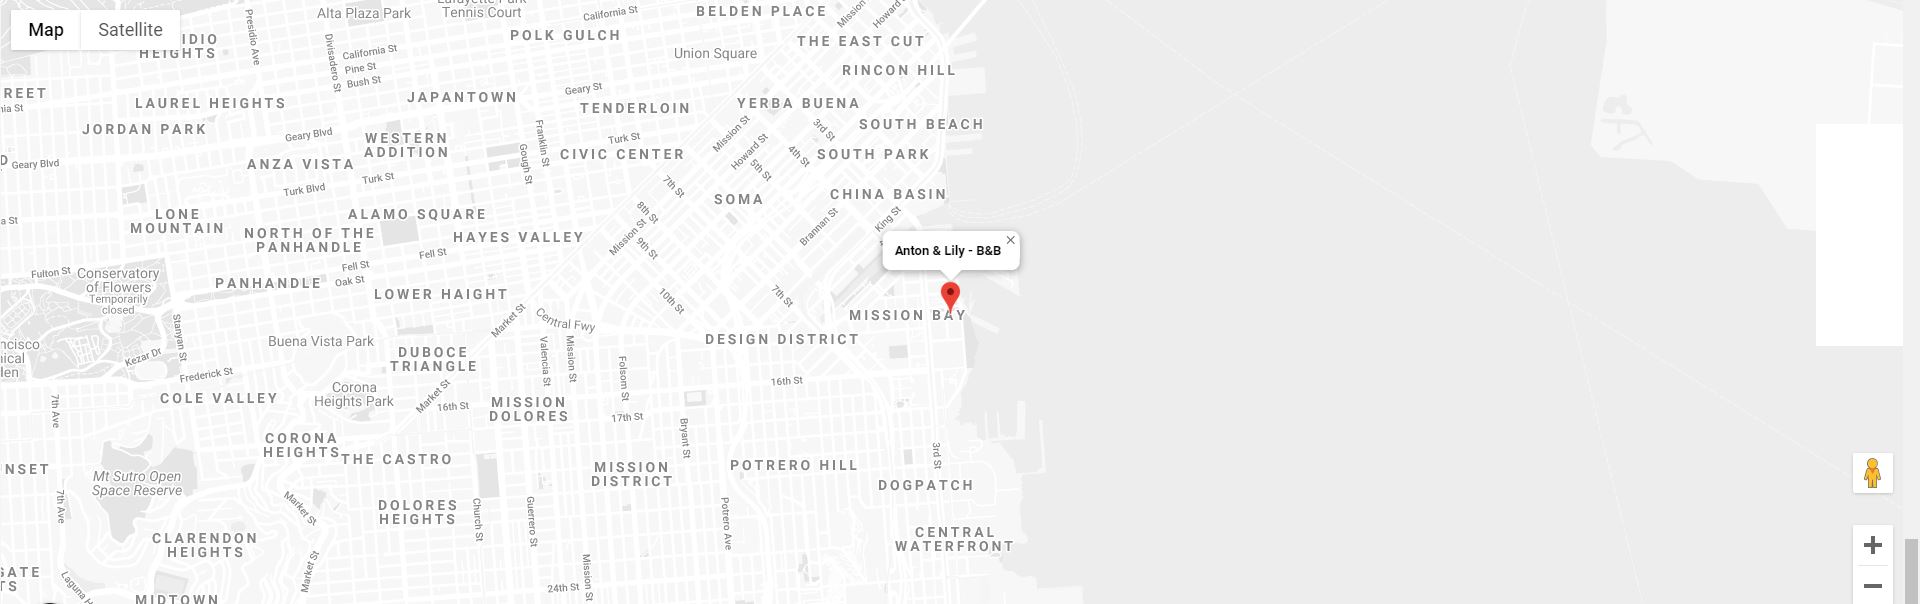 Map
Satellite
Alta Plaza Park
Lafayette Park
Tennis Court
California St
BELDEN PLACE
Mission
Howard St
Presidio Ave
HEIGHTS
Divisadero St
California St
Pine St
Bush St
POLK GULCH
Union Square
THE EAST CUT
RINCON HILL
REET
LAUREL HEIGHTS
JAPANTOWN
Geary St
TENDERLOIN
YERBA BUENA
JORDAN PARK
Geary Blvd
WESTERN
ADDITION
Franklin St
Gough St
Turk St
Mission St
Howard St
3rd St
4th St
5th St
SOUTH BEACH
Geary Blvd
ANZA VISTA
CIVIC CENTER
SOUTH PARK
Turk Blvd
Turk St
7th St
SOMA
CHINA BASIN
LONE
MOUNTAIN
ALAMO SQUARE
8th St
Mission St
9th St
Brannan St
King St
NORTH OF THE
PANHANDLE
HAYES VALLEY
Fell St
Anton & Lily - B&B
Fulton St
Conservatory
of Flowers
Temporarily
closed
Fell St
Oak St
PANHANDLE
LOWER HAIGHT
10th St
7th St
Market St
Central Fwy
MISSION BAY
Stanyan St
Buena Vista Park
DESIGN DISTRICT
ncisco
ical
den
Kezar Dr
Frederick St
DUBOCE
TRIANGLE
Valencia St
Mission St
Folsom St
16th St
Corona
Heights Park
Market St
16th St
COLE VALLEY
7th Ave
MISSION
DOLORES
17th St
Bryant St
CORONA
HEIGHTS
THE CASTRO
3rd St
NSET
Mt Sutro Open
Space Reserve
MISSION
DISTRICT
POTRERO HILL
DOGPATCH
7th Ave
Market St
DOLORES
HEIGHTS
Church St
Guerrero St
Potrero Ave
CLARENDON
HEIGHTS
CENTRAL
WATERFRONT
GATE
TS
Laguna H
Market St
24th St
Mission St
MIDTOWN